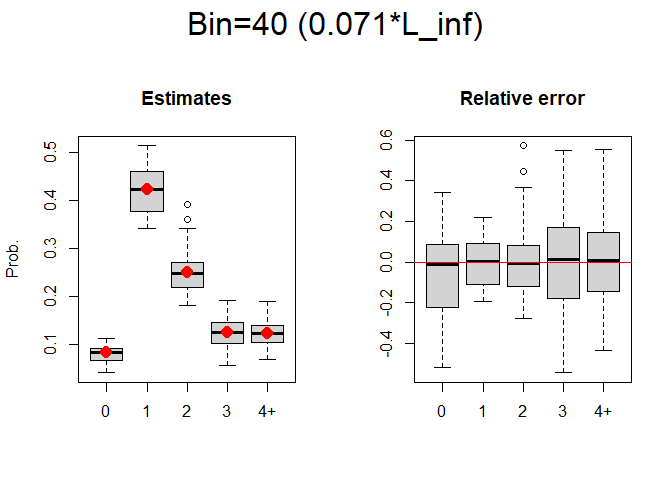 Bin=40 (0.071*L_inf)
Estimates
Prob.
0.5
0.4
0.3
0.2
0.1
0 1 2 3 4+
Relative error
0.6
0.4
0.2
0.0
-0.2
-0.4
0 1 2 3 4+